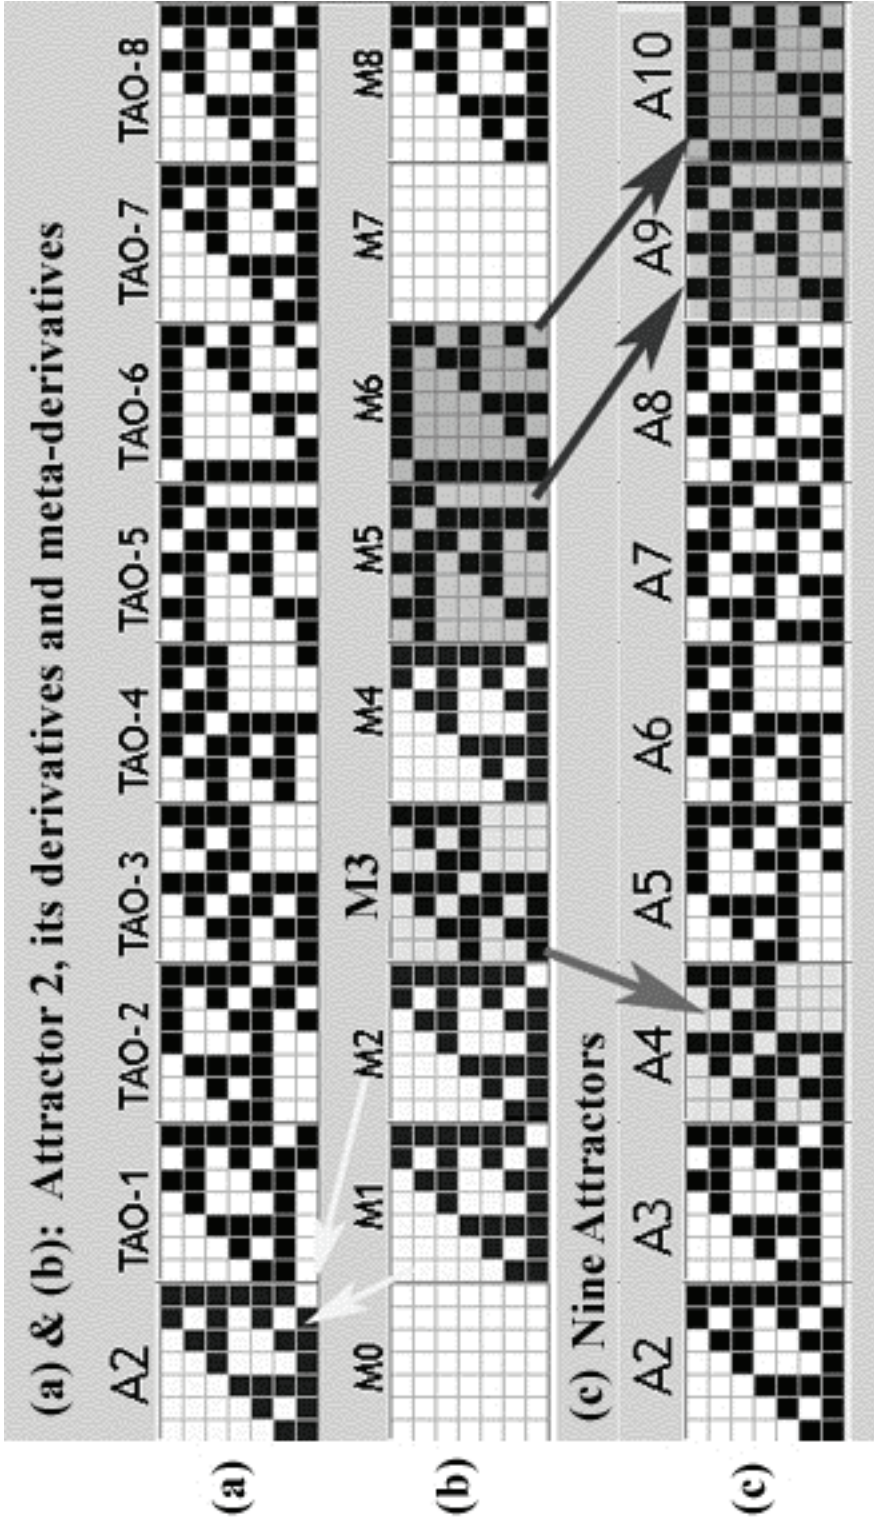 (a) & (b): Attractor 2, its derivatives and meta-derivatives
A2 TAO-1 TAO-2 TAO-3 TAO-4 TAO-5 TAO-6 TAO-7 TAO-8
(a)
M0 M1 M2 M3 M4 M5 M6 M7 M8
(b)
(c) Nine Attractors
A2 A3 A4 A5 A6 A7 A8 A9 A10
(c)